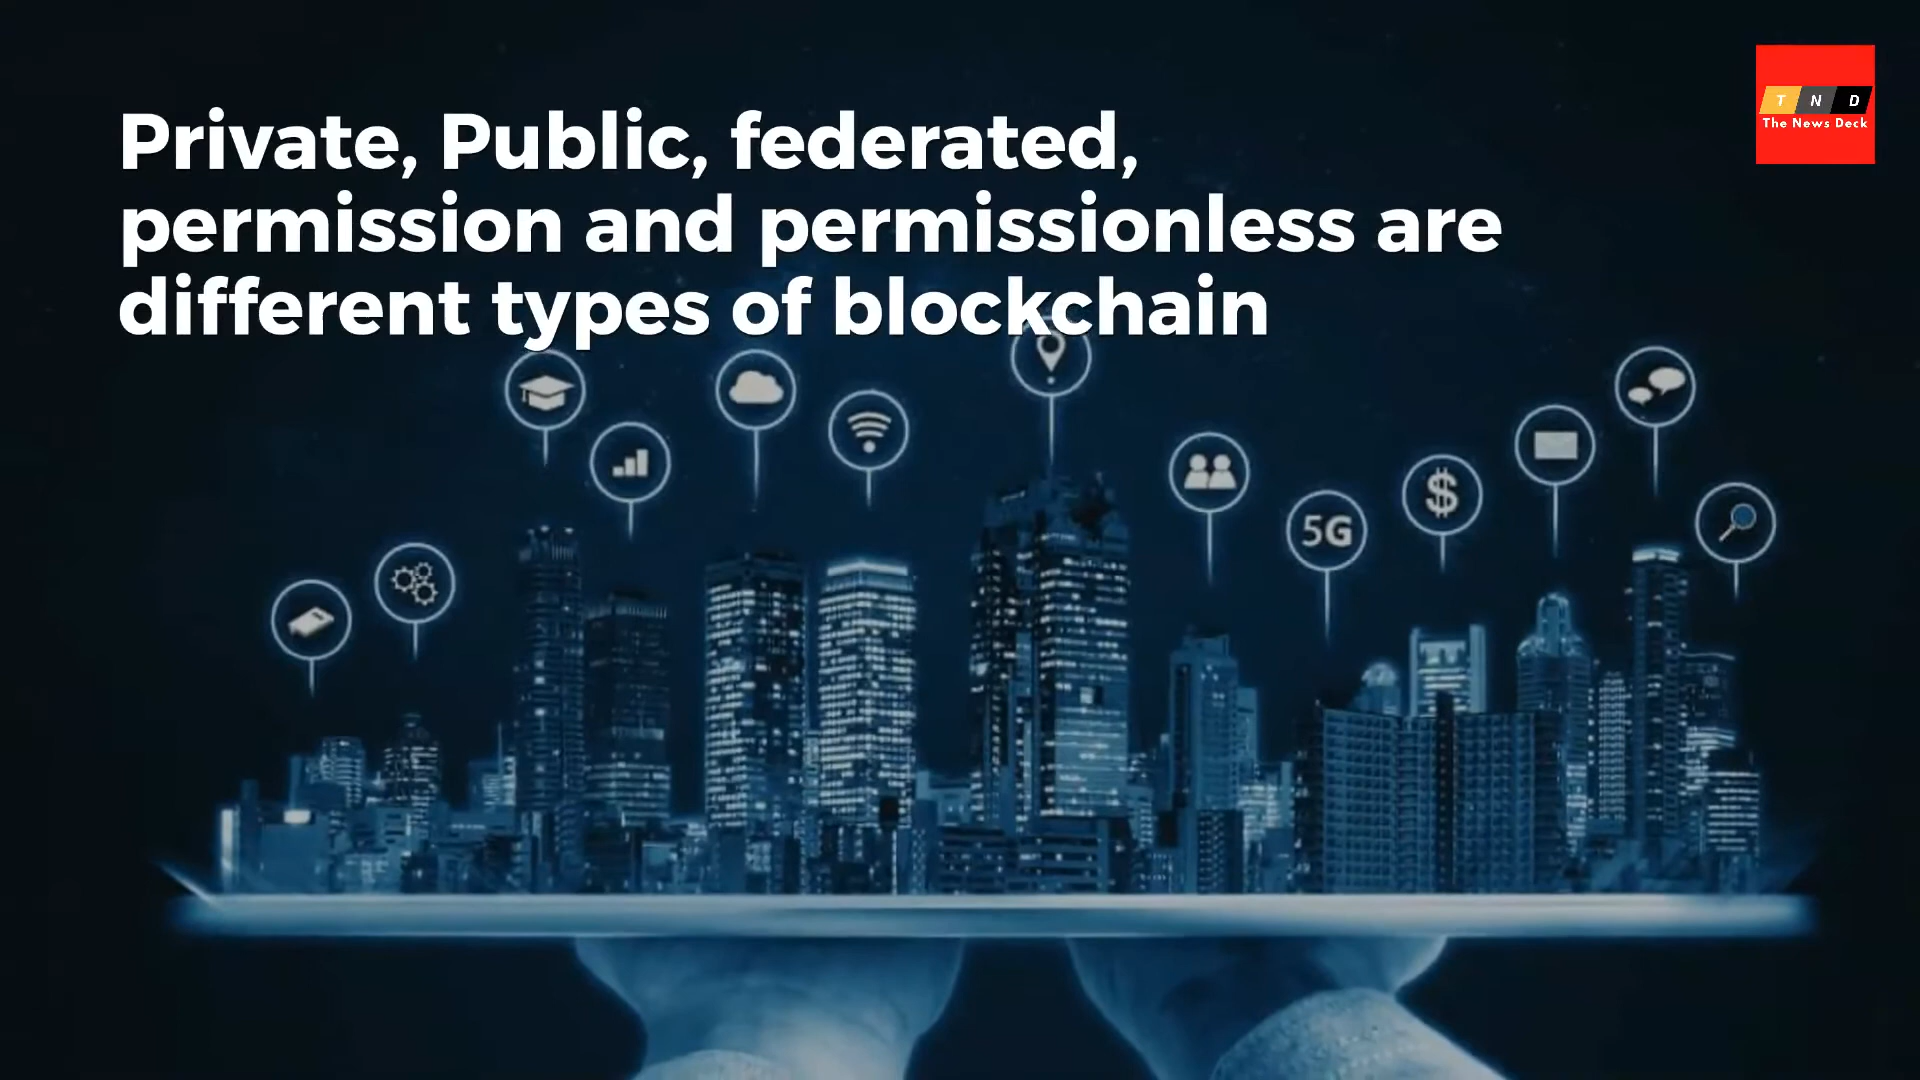 Private, Public, federated,
permission and permissionless are
different types of blockchain
T N D
The News Deck
5G
$